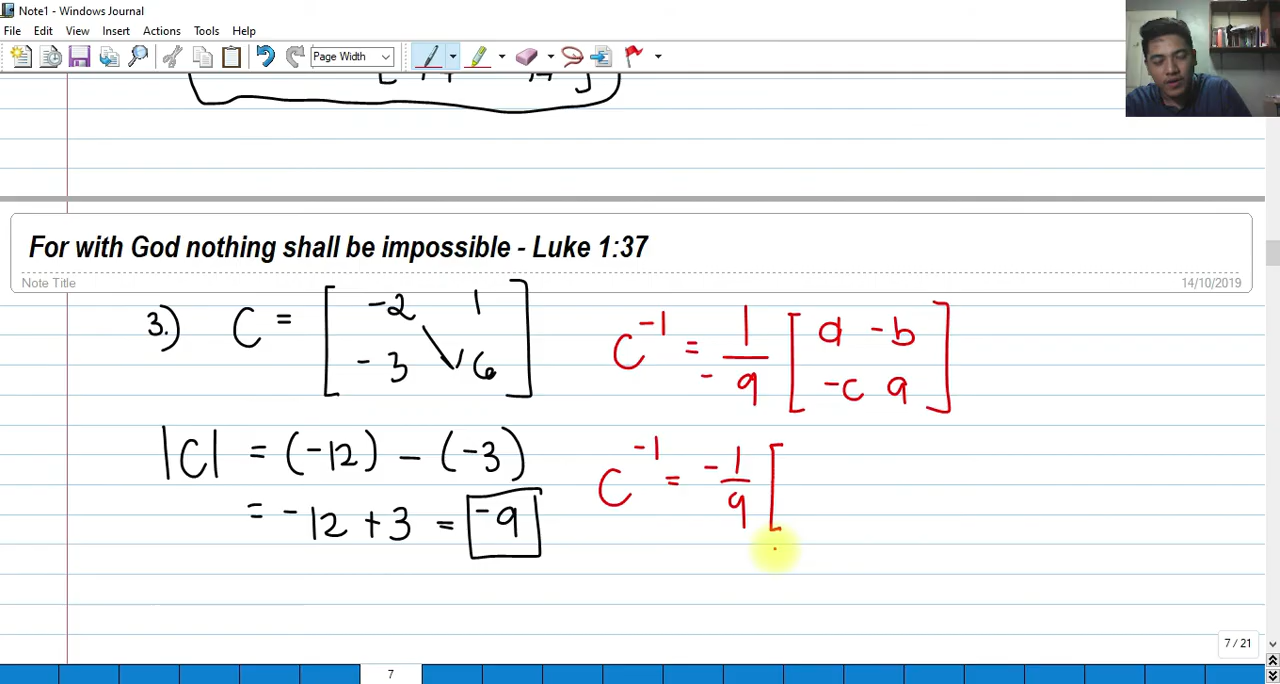 Note1 - Windows Journal
File Edit View Insert Actions Tools Help
Page Width
For with God nothing shall be impossible - Luke 1:37
Note Title 14/10/2019
3.) C = [ -2 1
-3 6 ]
|C| = (-12) - (-3)
= -12 + 3 = -9
C^-1 = 1/-9 [ d -b
-c a ]
C^-1 = -1/9 [
7 / 21
7